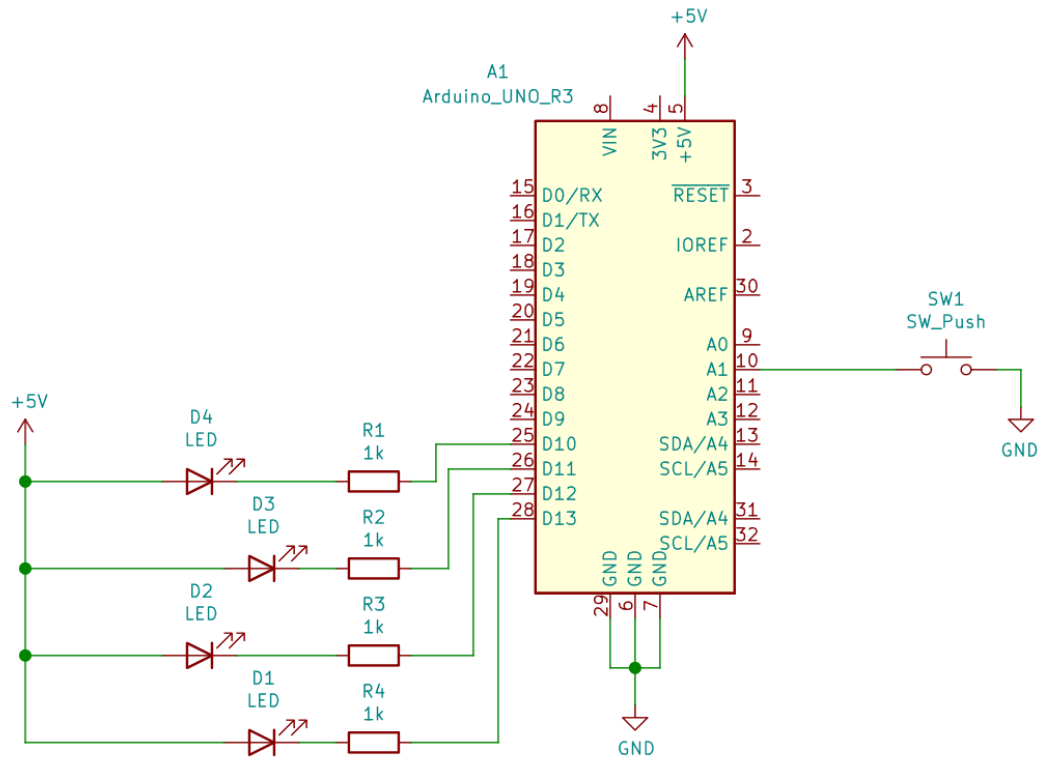 +5V
A1
Arduino_UNO_R3
8
4
5
VIN
3V3
+5V
15 D0/RX
RESET 3
16 D1/TX
17 D2
IOREF 2
18 D3
19 D4
AREF 30
20 D5
21 D6
A0 9
22 D7
A1 10
23 D8
A2 11
24 D9
A3 12
25 D10
SDA/A4 13
26 D11
SCL/A5 14
27 D12
28 D13
SDA/A4 31
SCL/A5 32
GND
GND
GND
29
6
7
GND
SW1
SW_Push
GND
+5V
D4
LED
R1
1k
D3
LED
R2
1k
D2
LED
R3
1k
D1
LED
R4
1k